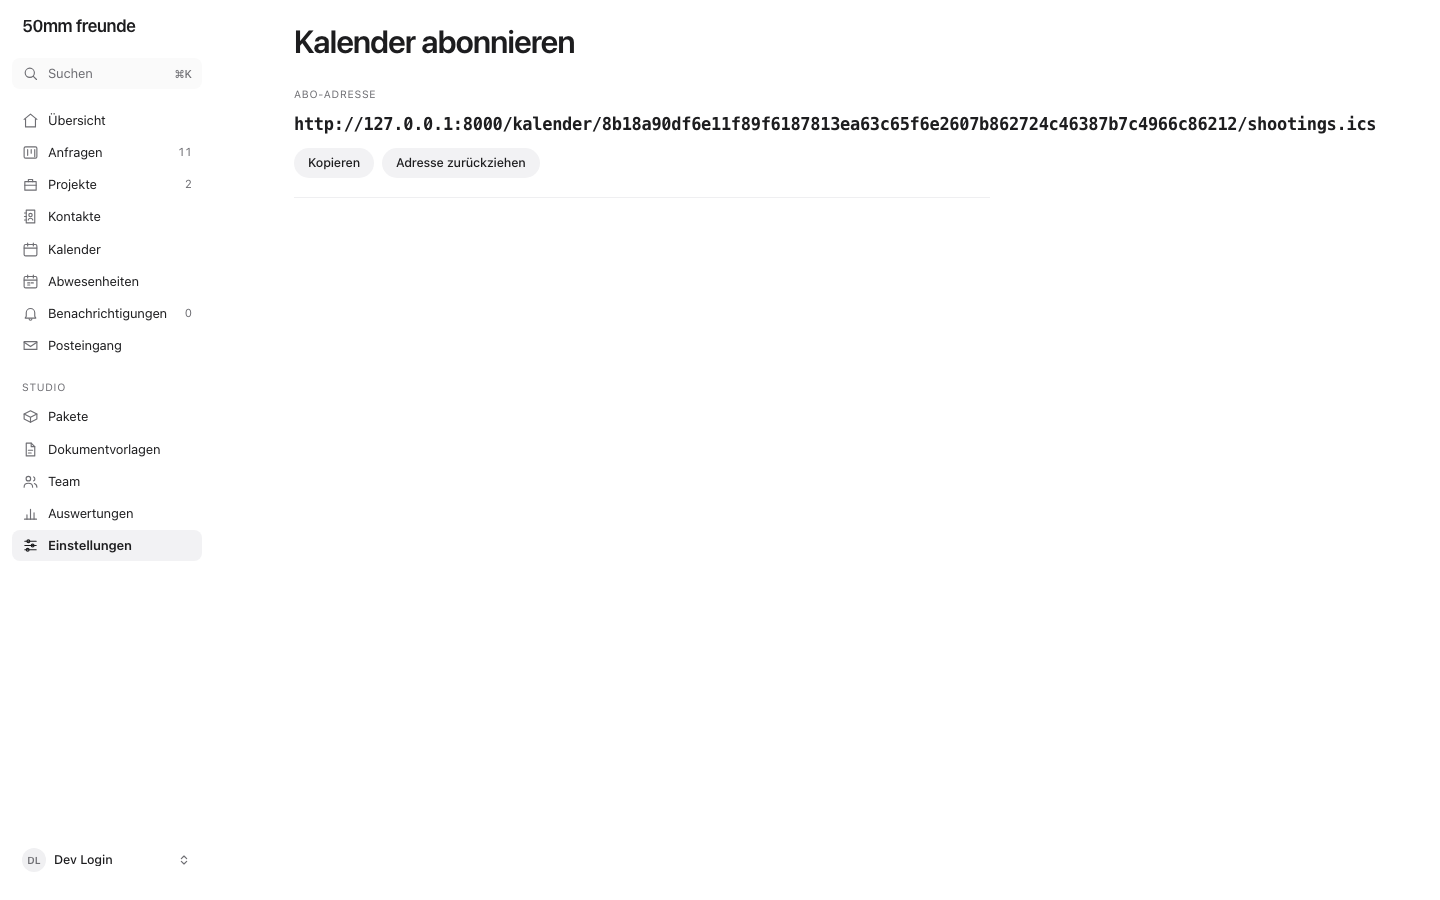 50mm freunde
Suchen ⌘K
Übersicht
Anfragen 11
Projekte 2
Kontakte
Kalender
Abwesenheiten
Benachrichtigungen 0
Posteingang
STUDIO
Pakete
Dokumentvorlagen
Team
Auswertungen
Einstellungen
DL Dev Login
Kalender abonnieren
ABO-ADRESSE
http://127.0.0.1:8000/kalender/8b18a90df6e11f89f6187813ea63c65f6e2607b862724c46387b7c4966c86212/shootings.ics
Kopieren Adresse zurückziehen